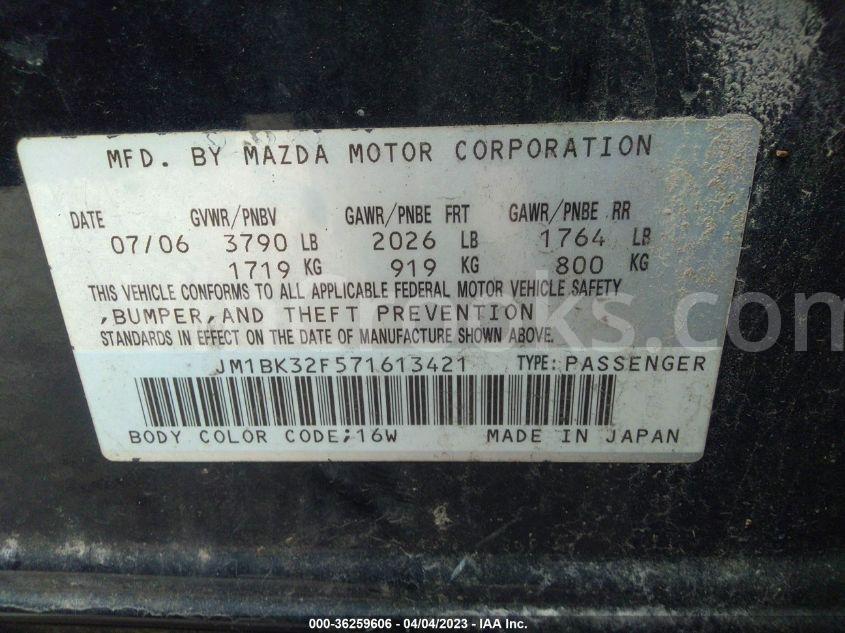 MFD. BY MAZDA MOTOR CORPORATION
DATE GVWR/PNBV GAWR/PNBE FRT GAWR/PNBE RR
07/06 3790 LB 2026 LB 1764 LB
1719 KG 919 KG 800 KG
THIS VEHICLE CONFORMS TO ALL APPLICABLE FEDERAL MOTOR VEHICLE SAFETY
,BUMPER,AND THEFT PREVENTION
STANDARDS IN EFFECT ON THE DATE OF MANUFACTURE SHOWN ABOVE.
JM1BK32F571613421 TYPE: PASSENGER
BODY COLOR CODE;16W MADE IN JAPAN
000-36259606 - 04/04/2023 - IAA Inc.